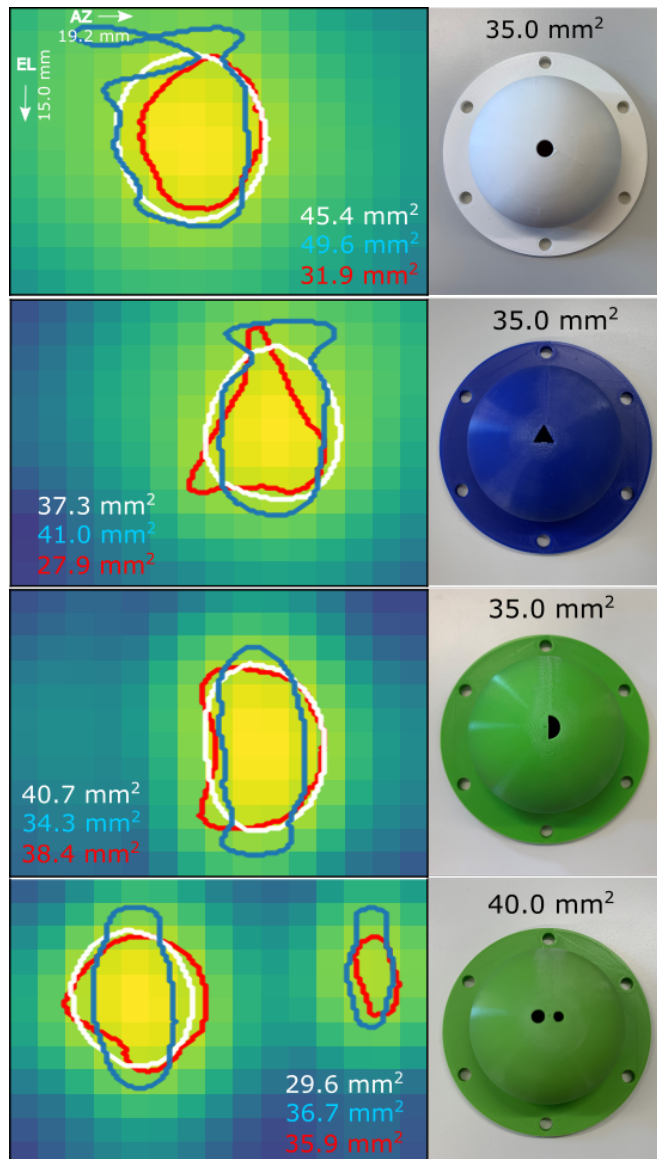 AZ
19.2 mm
EL
15.0 mm
45.4 mm²
49.6 mm²
31.9 mm²
35.0 mm²
37.3 mm²
41.0 mm²
27.9 mm²
35.0 mm²
40.7 mm²
34.3 mm²
38.4 mm²
35.0 mm²
29.6 mm²
36.7 mm²
35.9 mm²
40.0 mm²